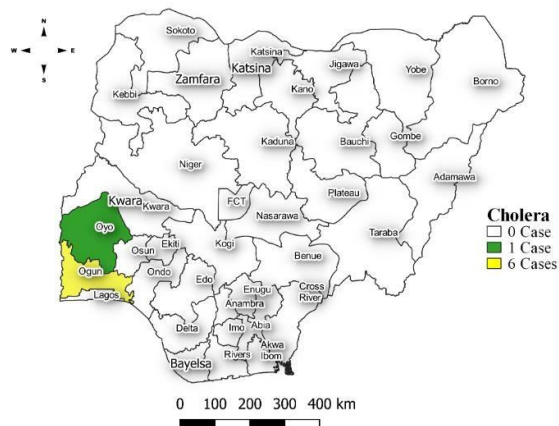 N
W E
S
Sokoto
Katsina
Katsina
Zamfara
Jigawa
Yobe
Borno
Kebbi
Kano
Gombe
Kaduna
Bauchi
Niger
Adamawa
Plateau
Kwara
Kwara
FCT
Nasarawa
Taraba
Oyo
Osun
Ekiti
Kogi
Benue
Ogun
Ondo
Edo
Lagos
Enugu
Cross
River
Anambra
Delta
Imo
Abia
Akwa
Ibom
Rivers
Bayelsa
Cholera
0 Case
1 Case
6 Cases
0 100 200 300 400 km